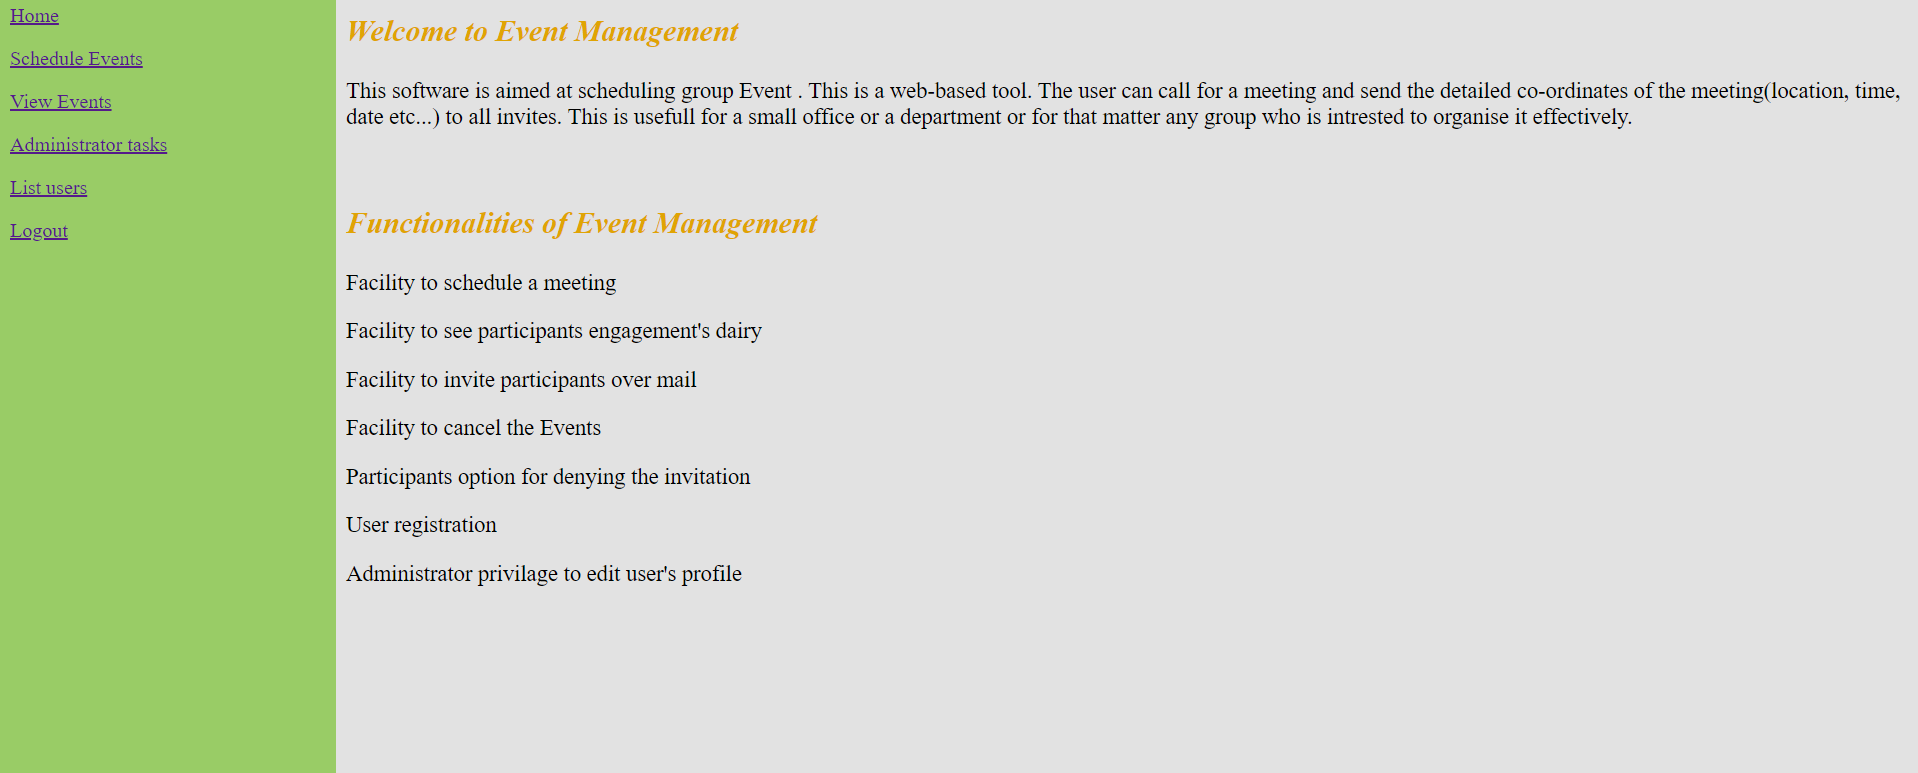 Home
Schedule Events
View Events
Administrator tasks
List users
Logout
Welcome to Event Management
This software is aimed at scheduling group Event . This is a web-based tool. The user can call for a meeting and send the detailed co-ordinates of the meeting(location, time,
date etc...) to all invites. This is usefull for a small office or a department or for that matter any group who is intrested to organise it effectively.
Functionalities of Event Management
Facility to schedule a meeting
Facility to see participants engagement's dairy
Facility to invite participants over mail
Facility to cancel the Events
Participants option for denying the invitation
User registration
Administrator privilage to edit user's profile